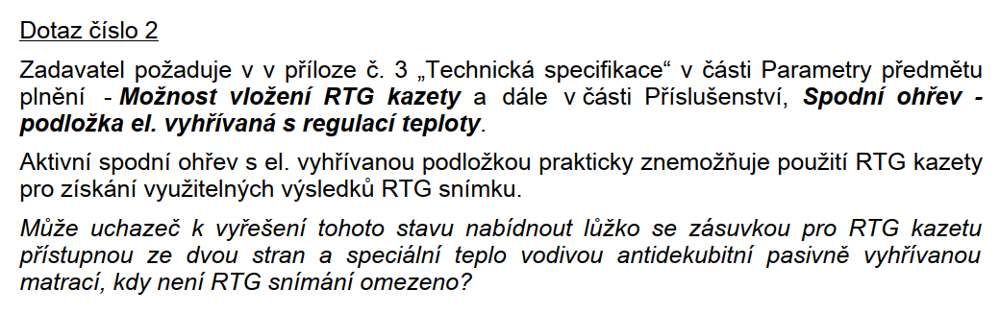 Dotaz číslo 2
Zadavatel požaduje v v příloze č. 3 „Technická specifikace“ v části Parametry předmětu
plnění - Možnost vložení RTG kazety a dále v části Příslušenství, Spodní ohřev -
podložka el. vyhřívaná s regulací teploty.
Aktivní spodní ohřev s el. vyhřívanou podložkou prakticky znemožňuje použití RTG kazety
pro získání využitelných výsledků RTG snímku.
Může uchazeč k vyřešení tohoto stavu nabídnout lůžko se zásuvkou pro RTG kazetu
přístupnou ze dvou stran a speciální teplo vodivou antidekubitní pasivně vyhřívanou
matrací, kdy není RTG snímání omezeno?